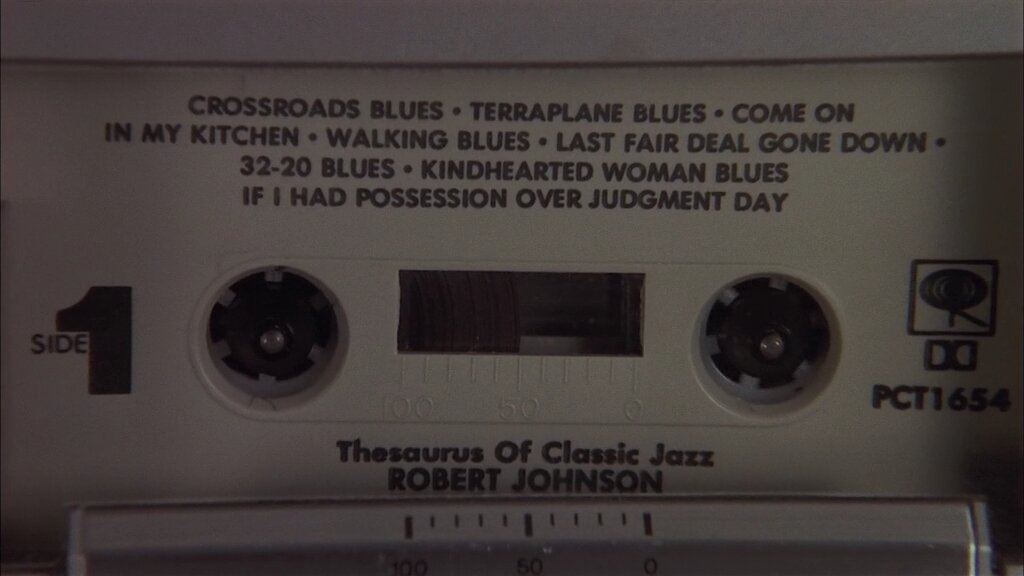 CROSSROADS BLUES • TERRAPLANE BLUES • COME ON
IN MY KITCHEN • WALKING BLUES • LAST FAIR DEAL GONE DOWN •
32-20 BLUES • KINDHEARTED WOMAN BLUES
IF I HAD POSSESSION OVER JUDGMENT DAY
SIDE 1
PCT1654
100 50 0
Thesaurus Of Classic Jazz
ROBERT JOHNSON
100 50 0